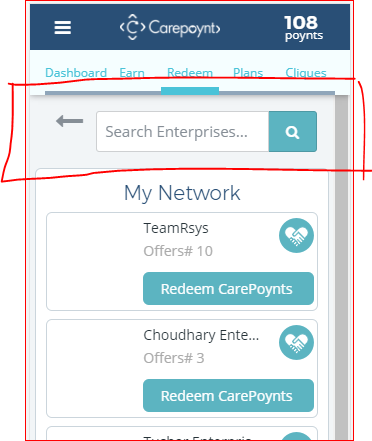 Carepoynt
108
poynts
Dashboard Earn Redeem Plans Cliques
Search Enterprises...
My Network
TeamRsys
Offers# 10
Redeem CarePoynts
Choudhary Ente...
Offers# 3
Redeem CarePoynts